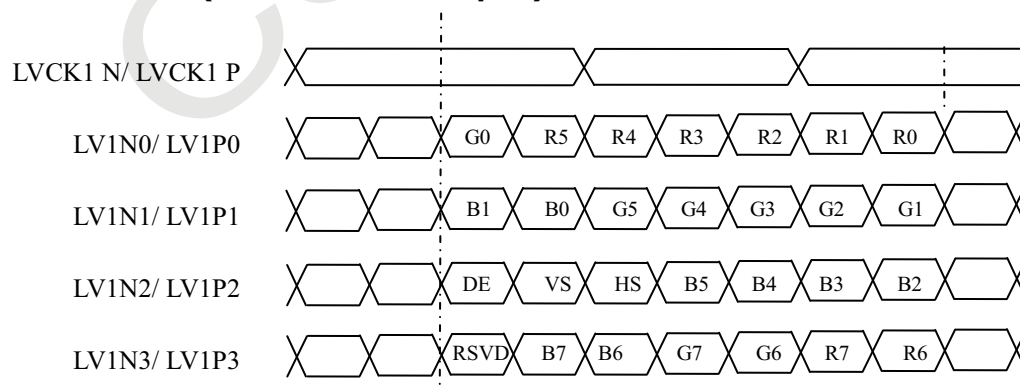 LVCK1 N/ LVCK1 P
LV1N0/ LV1P0 G0 R5 R4 R3 R2 R1 R0
LV1N1/ LV1P1 B1 B0 G5 G4 G3 G2 G1
LV1N2/ LV1P2 DE VS HS B5 B4 B3 B2
LV1N3/ LV1P3 RSVD B7 B6 G7 G6 R7 R6